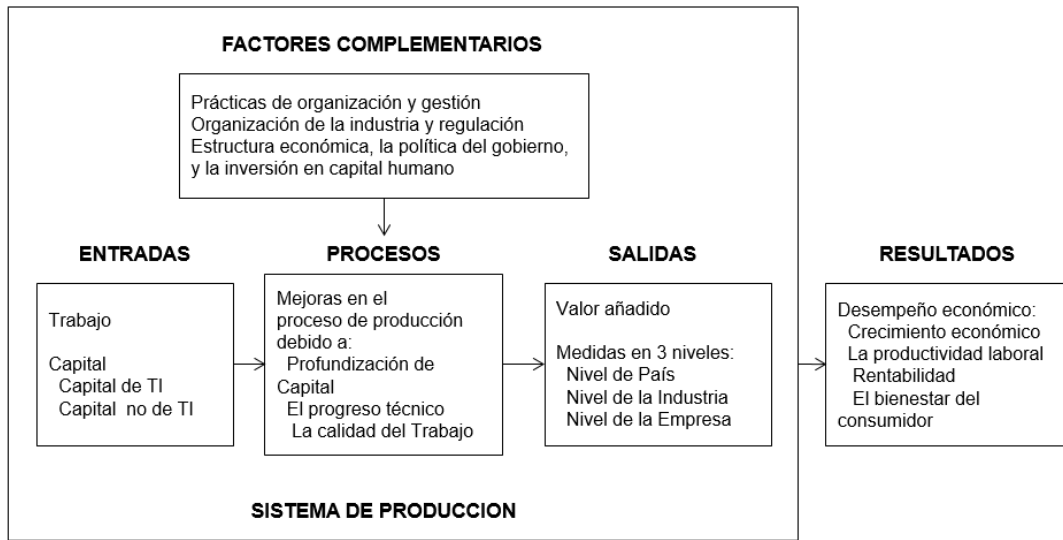 FACTORES COMPLEMENTARIOS
Prácticas de organización y gestión
Organización de la industria y regulación
Estructura económica, la política del gobierno,
y la inversión en capital humano
ENTRADAS
Trabajo
Capital
Capital de TI
Capital no de TI
PROCESOS
Mejoras en el
proceso de producción
debido a:
Profundización de
Capital
El progreso técnico
La calidad del Trabajo
SALIDAS
Valor añadido
Medidas en 3 niveles:
Nivel de País
Nivel de la Industria
Nivel de la Empresa
RESULTADOS
Desempeño económico:
Crecimiento económico
La productividad laboral
Rentabilidad
El bienestar del
consumidor
SISTEMA DE PRODUCCION